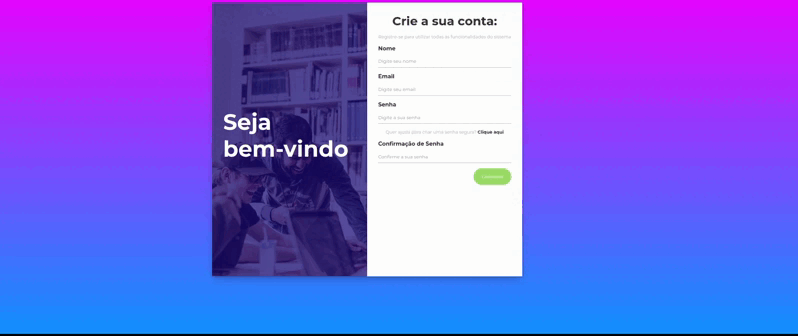 Seja
bem-vindo
Crie a sua conta:
Registre-se para utilizar todas as funcionalidades do sistema
Nome
Digite seu nome
Email
Digite seu email
Senha
Digite a sua senha
Quer ajuda para criar uma senha segura? Clique aqui
Confirmação de Senha
Confirme a sua senha
Cadastrar